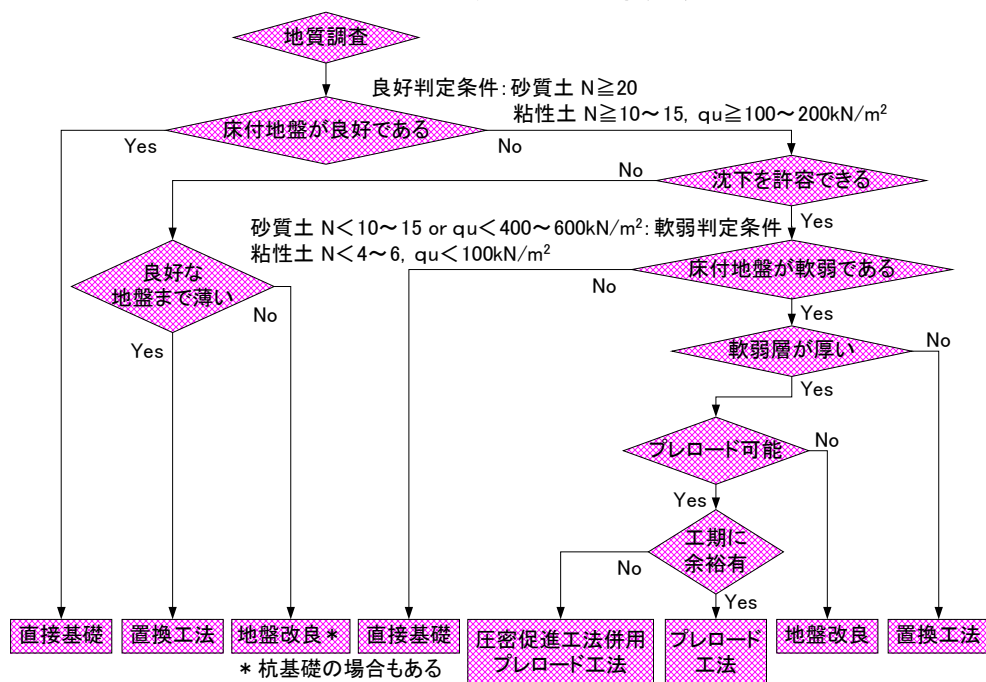 地質調査
良好判定条件：砂質土 N≧20
粘性土 N≧10～15, qu≧100～200kN/m²
床付地盤が良好である
Yes
No
沈下を許容できる
No
Yes
砂質土 N＜10～15 or qu＜400～600kN/m²：軟弱判定条件
粘性土 N＜4～6, qu＜100kN/m²
床付地盤が軟弱である
No
Yes
良好な
地盤まで薄い
No
Yes
軟弱層が厚い
No
Yes
プレロード可能
No
Yes
工期に
余裕有
No
Yes
直接基礎
置換工法
地盤改良＊
直接基礎
圧密促進工法併用
プレロード工法
プレロード
工法
地盤改良
置換工法
＊杭基礎の場合もある